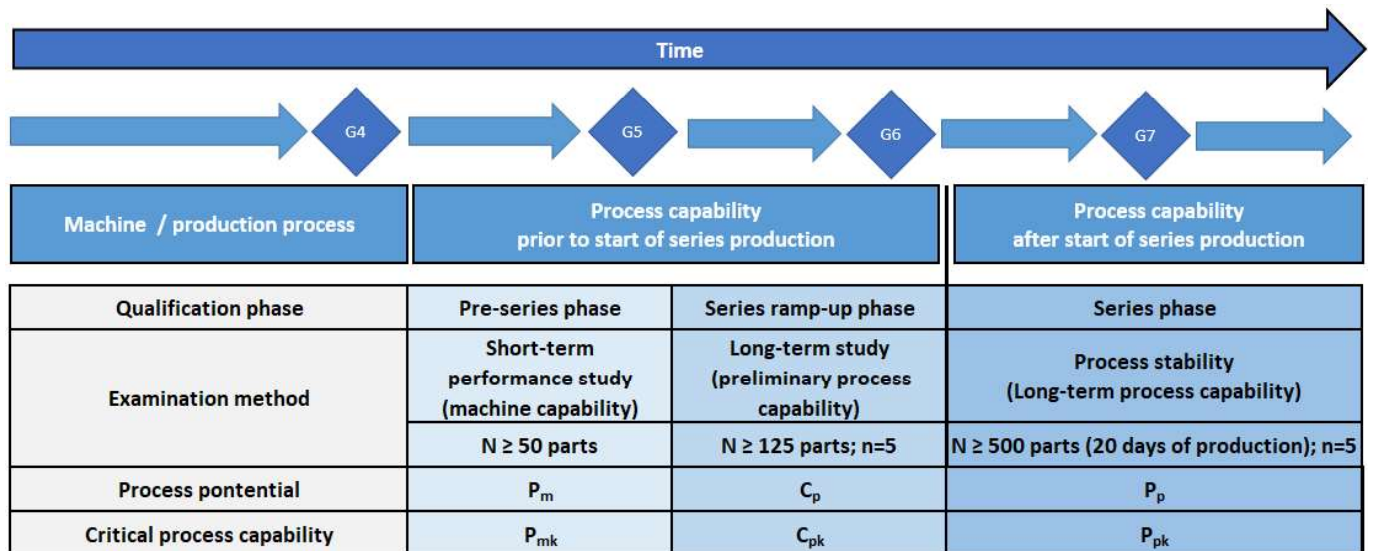 Time
G4
G5
G6
G7
Machine / production process
Process capability
prior to start of series production
Process capability
after start of series production
Qualification phase
Pre-series phase
Series ramp-up phase
Series phase
Examination method
Short-term
performance study
(machine capability)
Long-term study
(preliminary process
capability)
Process stability
(Long-term process capability)
N ≥ 50 parts
N ≥ 125 parts; n=5
N ≥ 500 parts (20 days of production); n=5
Process pontential
Pm
Cp
Pp
Critical process capability
Pmk
Cpk
Ppk